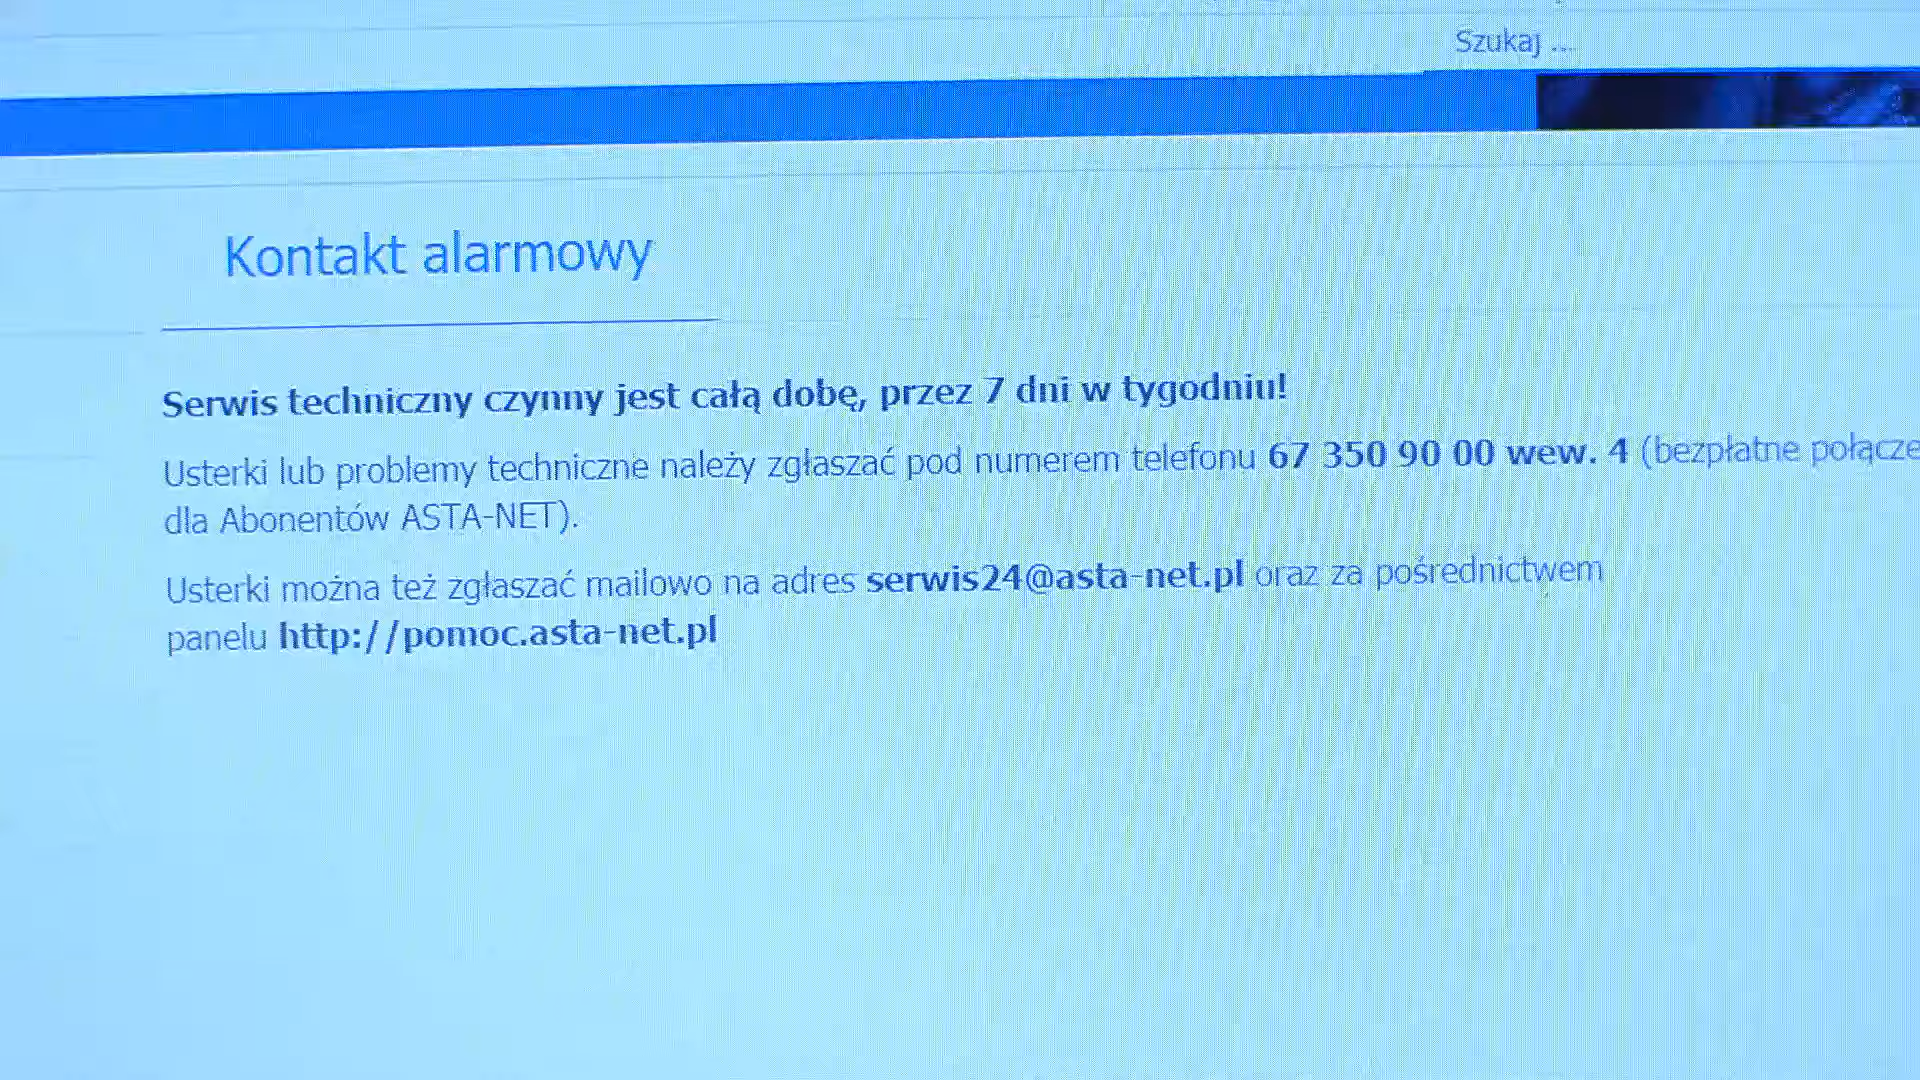 Szukaj ...
Kontakt alarmowy
Serwis techniczny czynny jest całą dobę, przez 7 dni w tygodniu!
Usterki lub problemy techniczne należy zgłaszać pod numerem telefonu 67 350 90 00 wew. 4 (bezpłatne połącze
dla Abonentów ASTA-NET).
Usterki można też zgłaszać mailowo na adres serwis24@asta-net.pl oraz za pośrednictwem
panelu http://pomoc.asta-net.pl